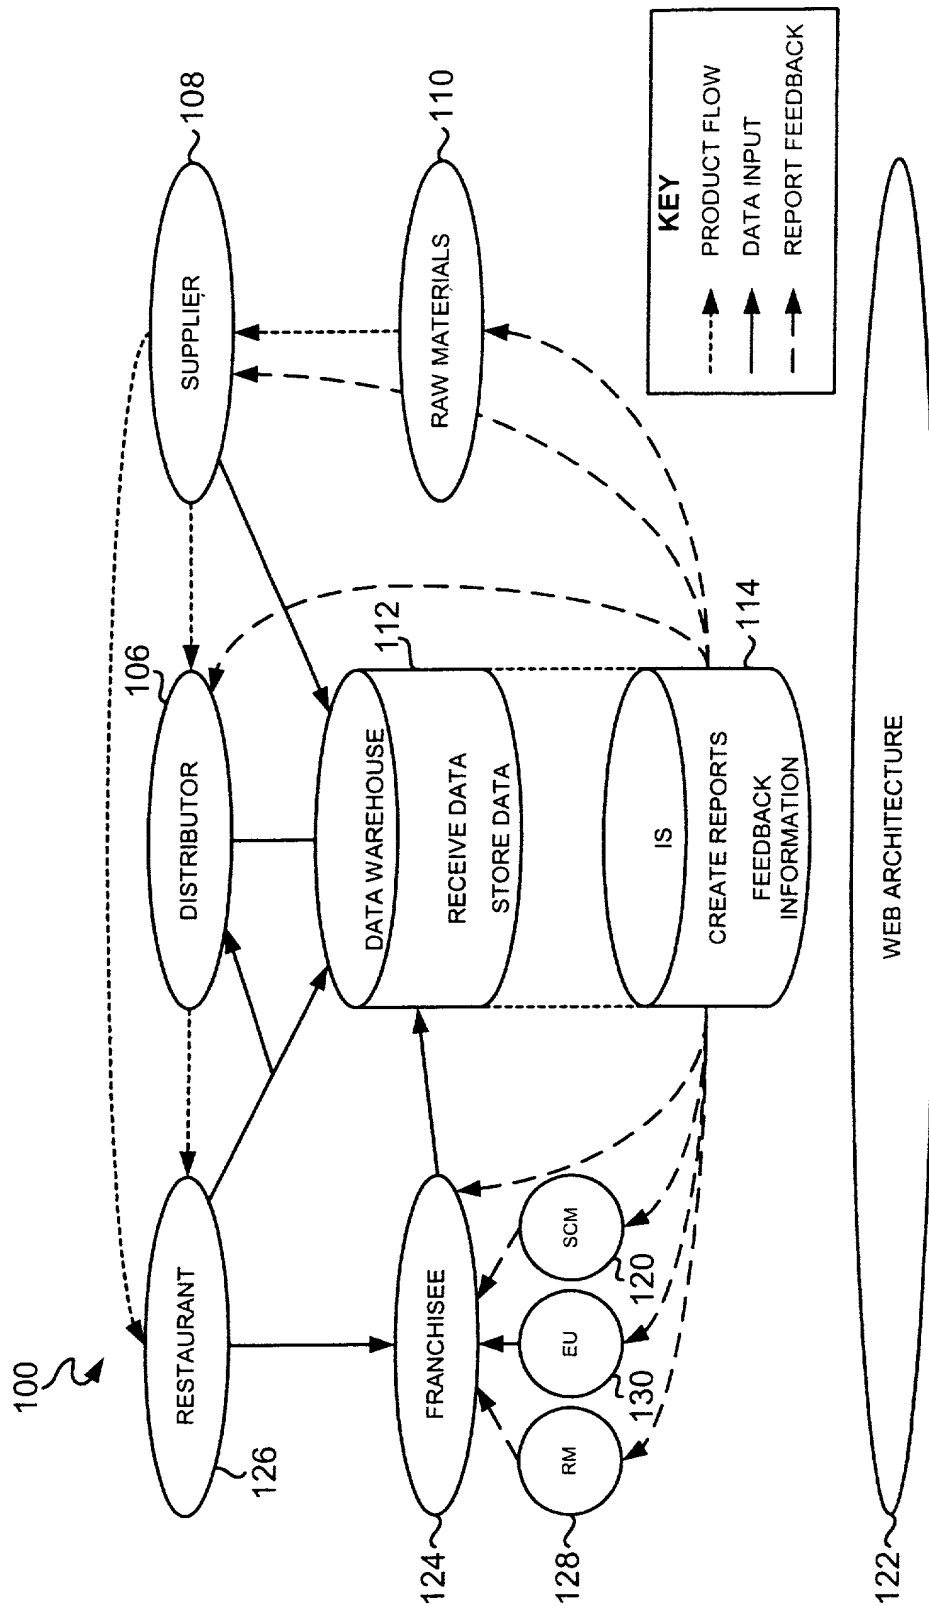 100
RESTAURANT
126
DISTRIBUTOR
106
SUPPLIER
108
FRANCHISEE
124
DATA WAREHOUSE
RECEIVE DATA
STORE DATA
112
RAW MATERIALS
110
RM
128
EU
130
SCM
120
IS
CREATE REPORTS
FEEDBACK
INFORMATION
114
KEY
PRODUCT FLOW
DATA INPUT
REPORT FEEDBACK
WEB ARCHITECTURE
122